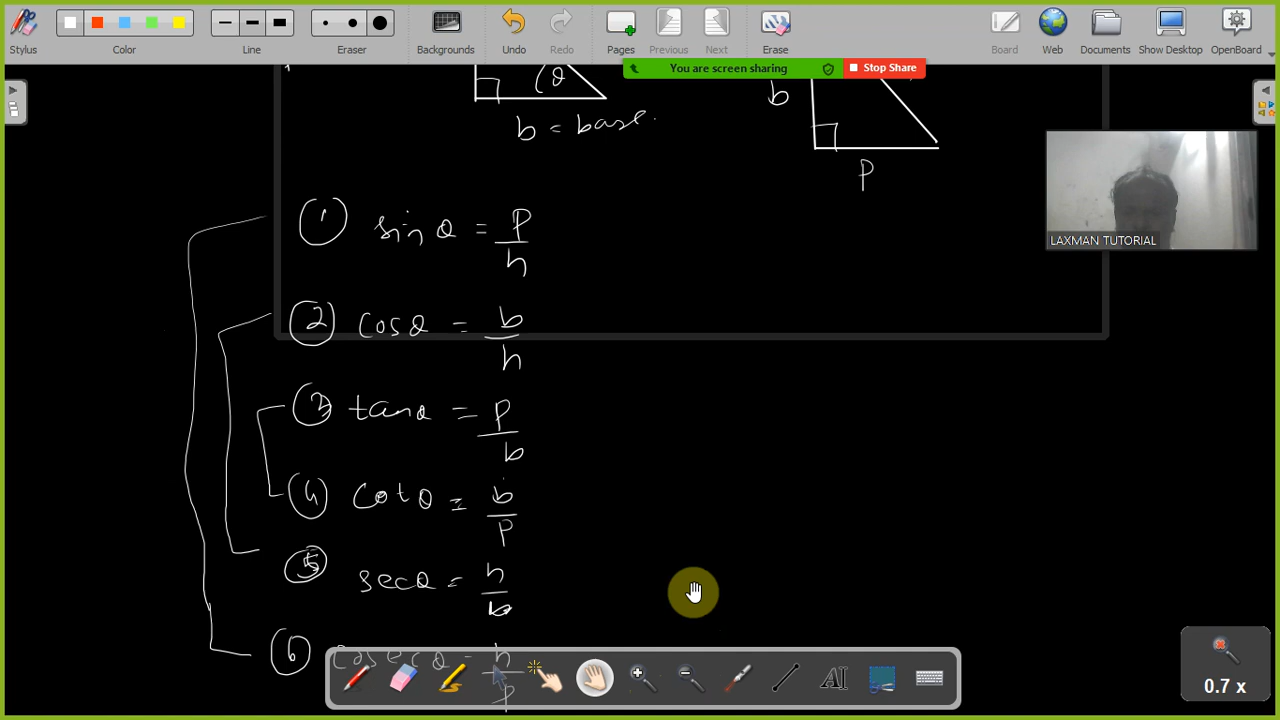 Stylus Color Line Eraser Backgrounds Undo Redo Pages Previous Next Erase Board Web Documents Show Desktop OpenBoard
You are screen sharing Stop Share
θ
b = base.
b
P
LAXMAN TUTORIAL
① sinθ = P/h
② cosθ = b/h
③ tanθ = P/b
④ cotθ = b/P
⑤ secθ = h/b
⑥ cosecθ = h/P
AI
0.7 x